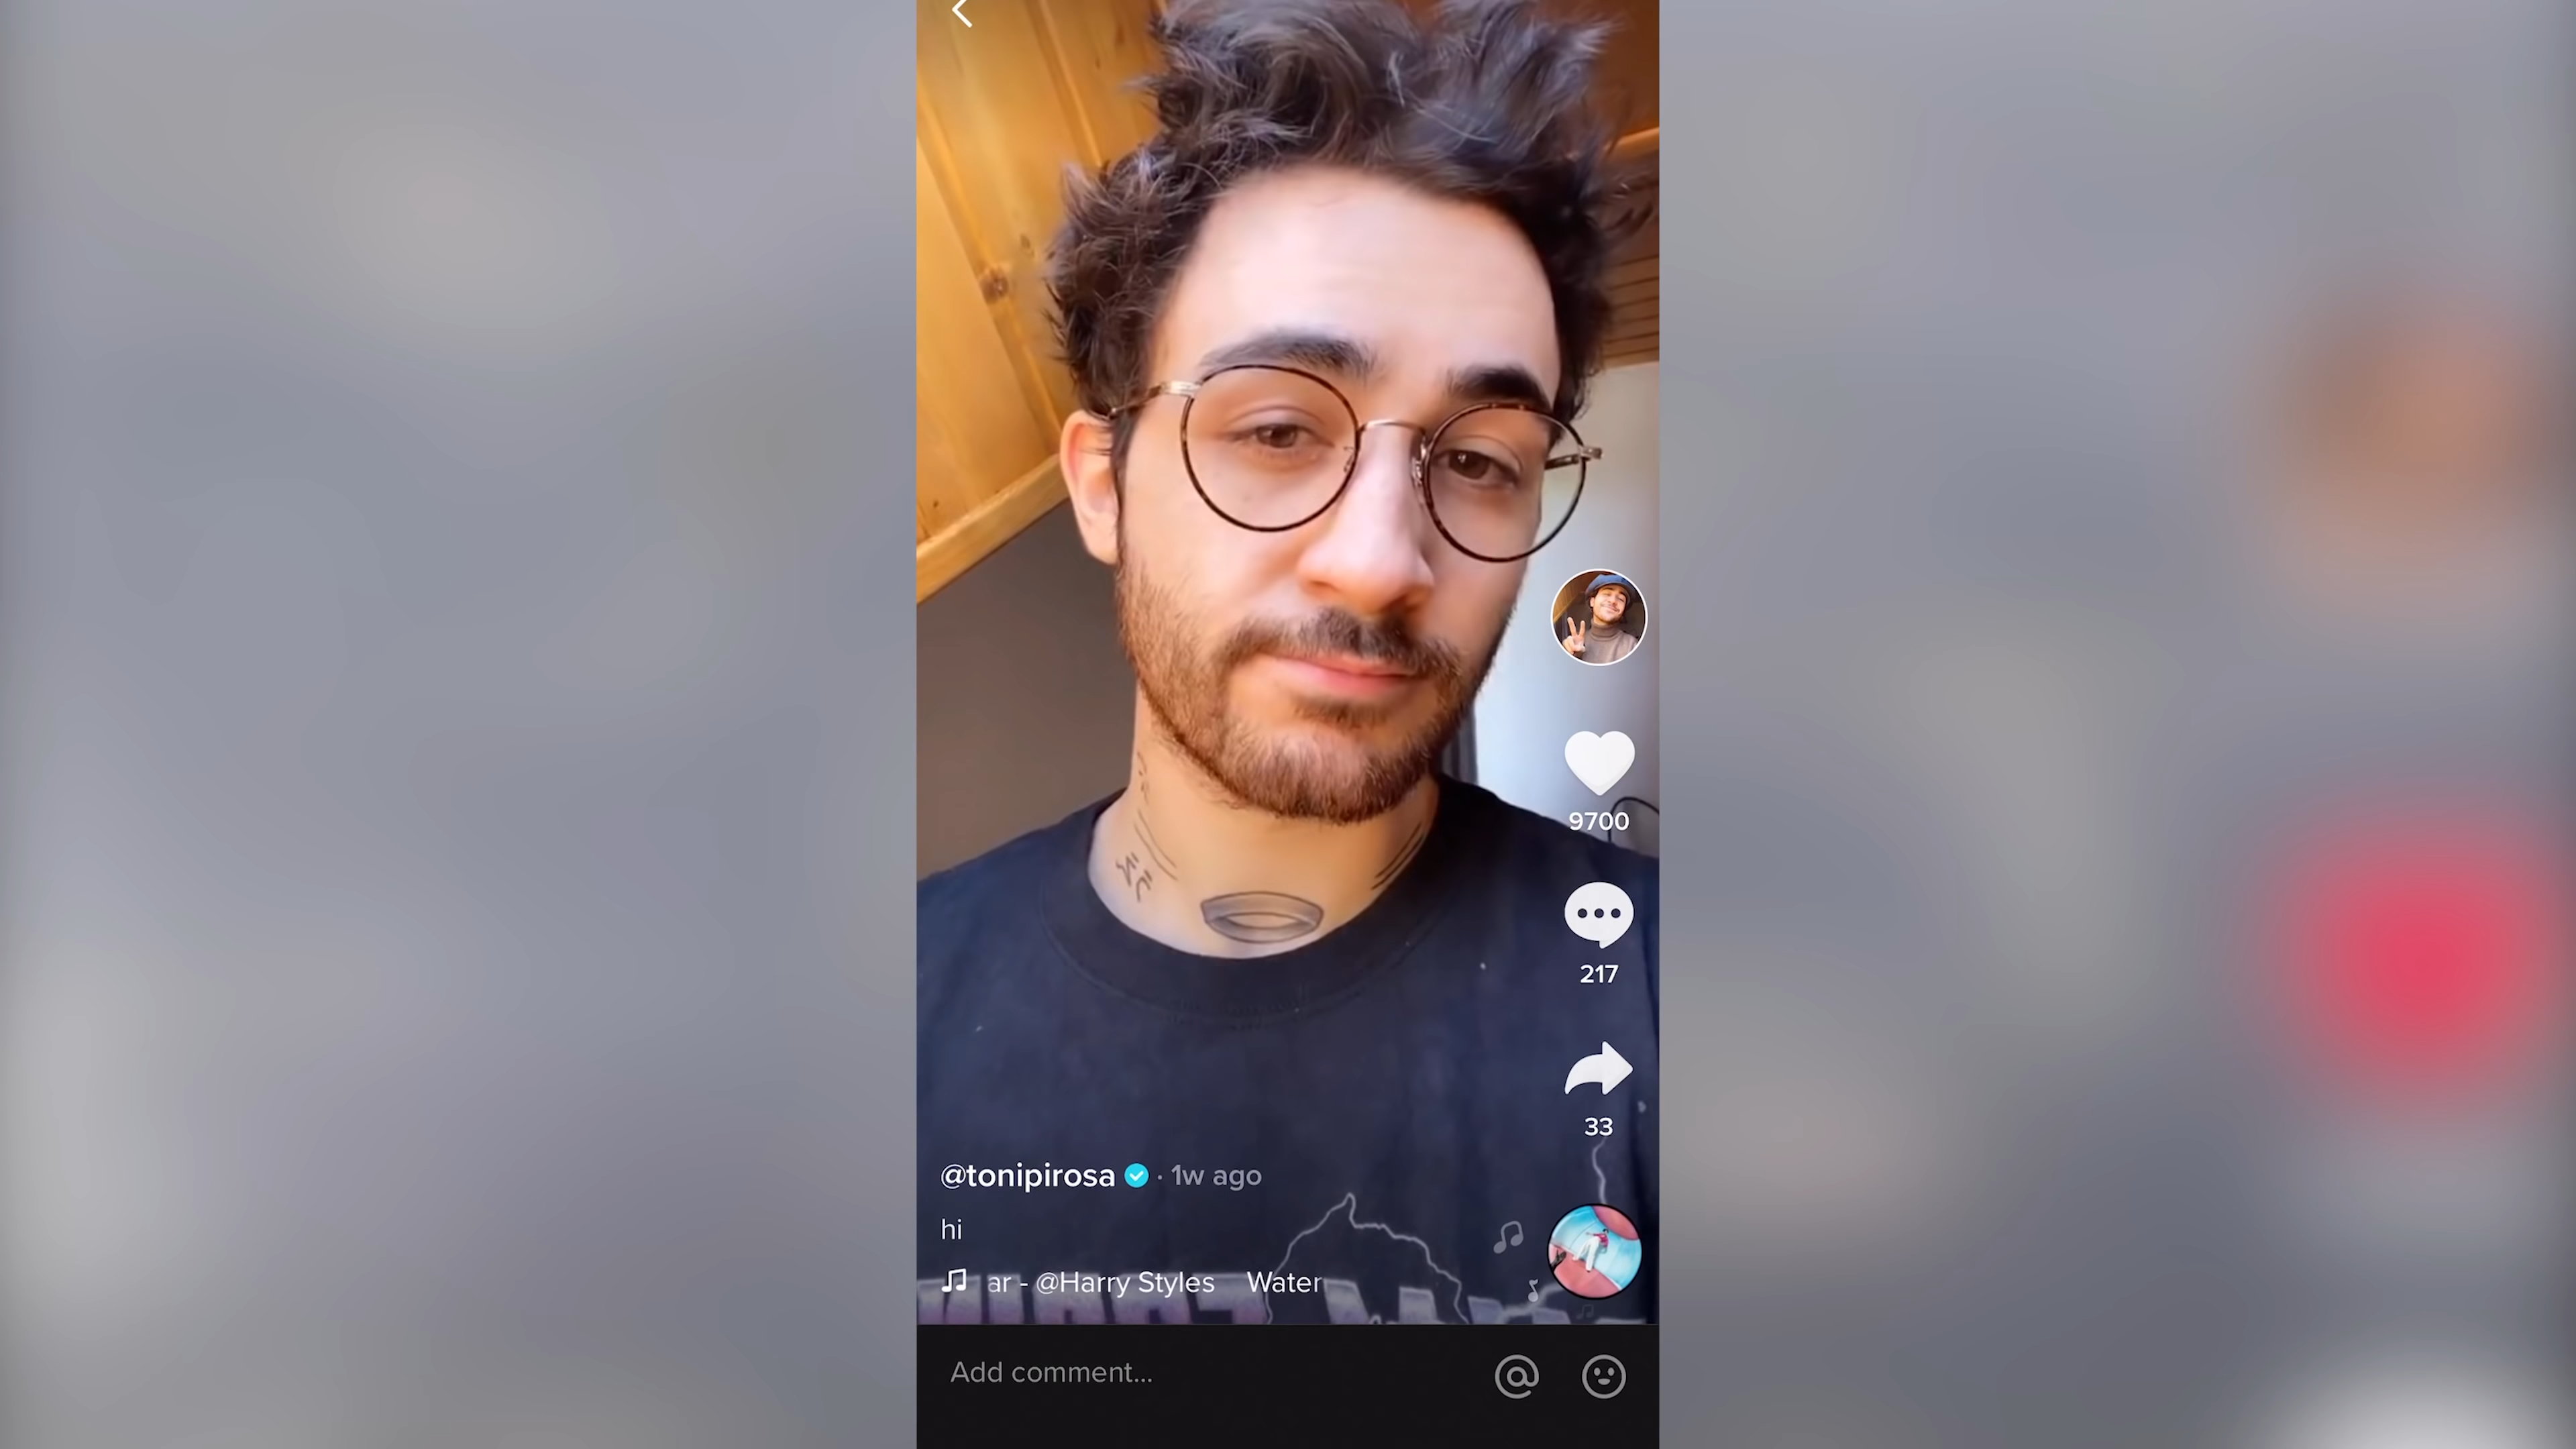 9700
217
33
@tonipirosa · 1w ago
hi
ar - @Harry Styles Water
Add comment...